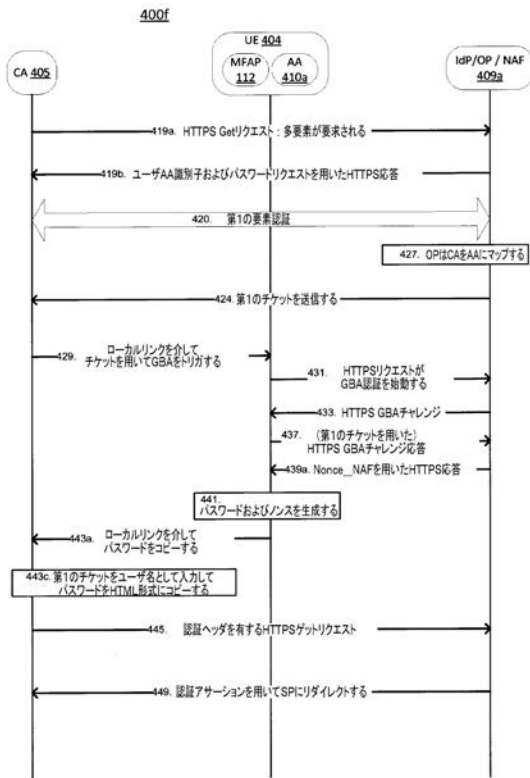 400f
UE 404
CA 405
MFAP
112
AA
410a
IdP/OP / NAF
409a
419a. HTTPS Getリクエスト：多要素が要求される
419b. ユーザAA識別子およびパスワードリクエストを用いたHTTPS応答
420. 第1の要素認証
427. OPはCAをAAにマップする
424. 第1のチケットを送信する
429. ローカルリンクを介して
チケットを用いてGBAをトリガする
431. HTTPSリクエストが
GBA認証を始動する
433. HTTPS GBAチャレンジ
437. (第1のチケットを用いた)
HTTPS GBAチャレンジ応答
439a. Nonce__NAFを用いたHTTPS応答
441.
パスワードおよびノンスを生成する
443a. ローカルリンクを介して
パスワードをコピーする
443c. 第1のチケットをユーザ名として入力して
パスワードをHTML形式にコピーする
445. 認証ヘッダを有するHTTPSゲットリクエスト
449. 認証アサーションを用いてSPにリダイレクトする